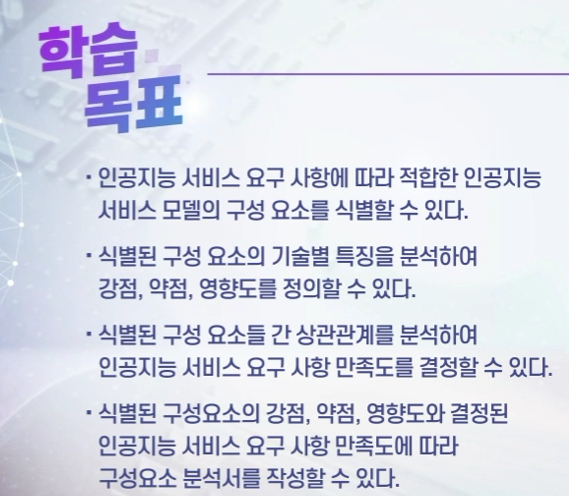 학습
목표
· 인공지능 서비스 요구 사항에 따라 적합한 인공지능
서비스 모델의 구성 요소를 식별할 수 있다.
· 식별된 구성 요소의 기술별 특징을 분석하여
강점, 약점, 영향도를 정의할 수 있다.
· 식별된 구성 요소들 간 상관관계를 분석하여
인공지능 서비스 요구 사항 만족도를 결정할 수 있다.
· 식별된 구성요소의 강점, 약점, 영향도와 결정된
인공지능 서비스 요구 사항 만족도에 따라
구성요소 분석서를 작성할 수 있다.